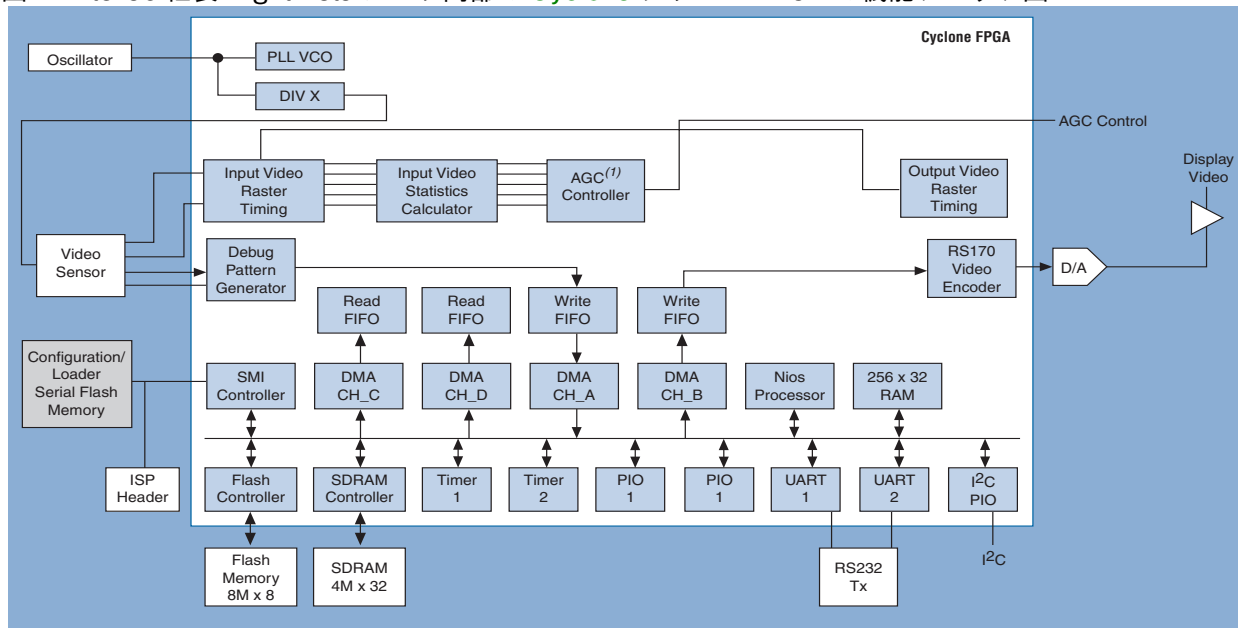 Cyclone FPGA
Oscillator
PLL VCO
DIV X
AGC Control
Display
Video
Input Video
Raster
Timing
Input Video
Statistics
Calculator
AGC(1)
Controller
Output Video
Raster
Timing
Video
Sensor
Debug
Pattern
Generator
RS170
Video
Encoder
D/A
Read
FIFO
Read
FIFO
Write
FIFO
Write
FIFO
Configuration/
Loader
Serial Flash
Memory
SMI
Controller
DMA
CH_C
DMA
CH_D
DMA
CH_A
DMA
CH_B
Nios
Processor
256 x 32
RAM
ISP
Header
Flash
Controller
SDRAM
Controller
Timer
1
Timer
2
PIO
1
PIO
1
UART
1
UART
2
I2C
PIO
Flash
Memory
8M x 8
SDRAM
4M x 32
RS232
Tx
I2C